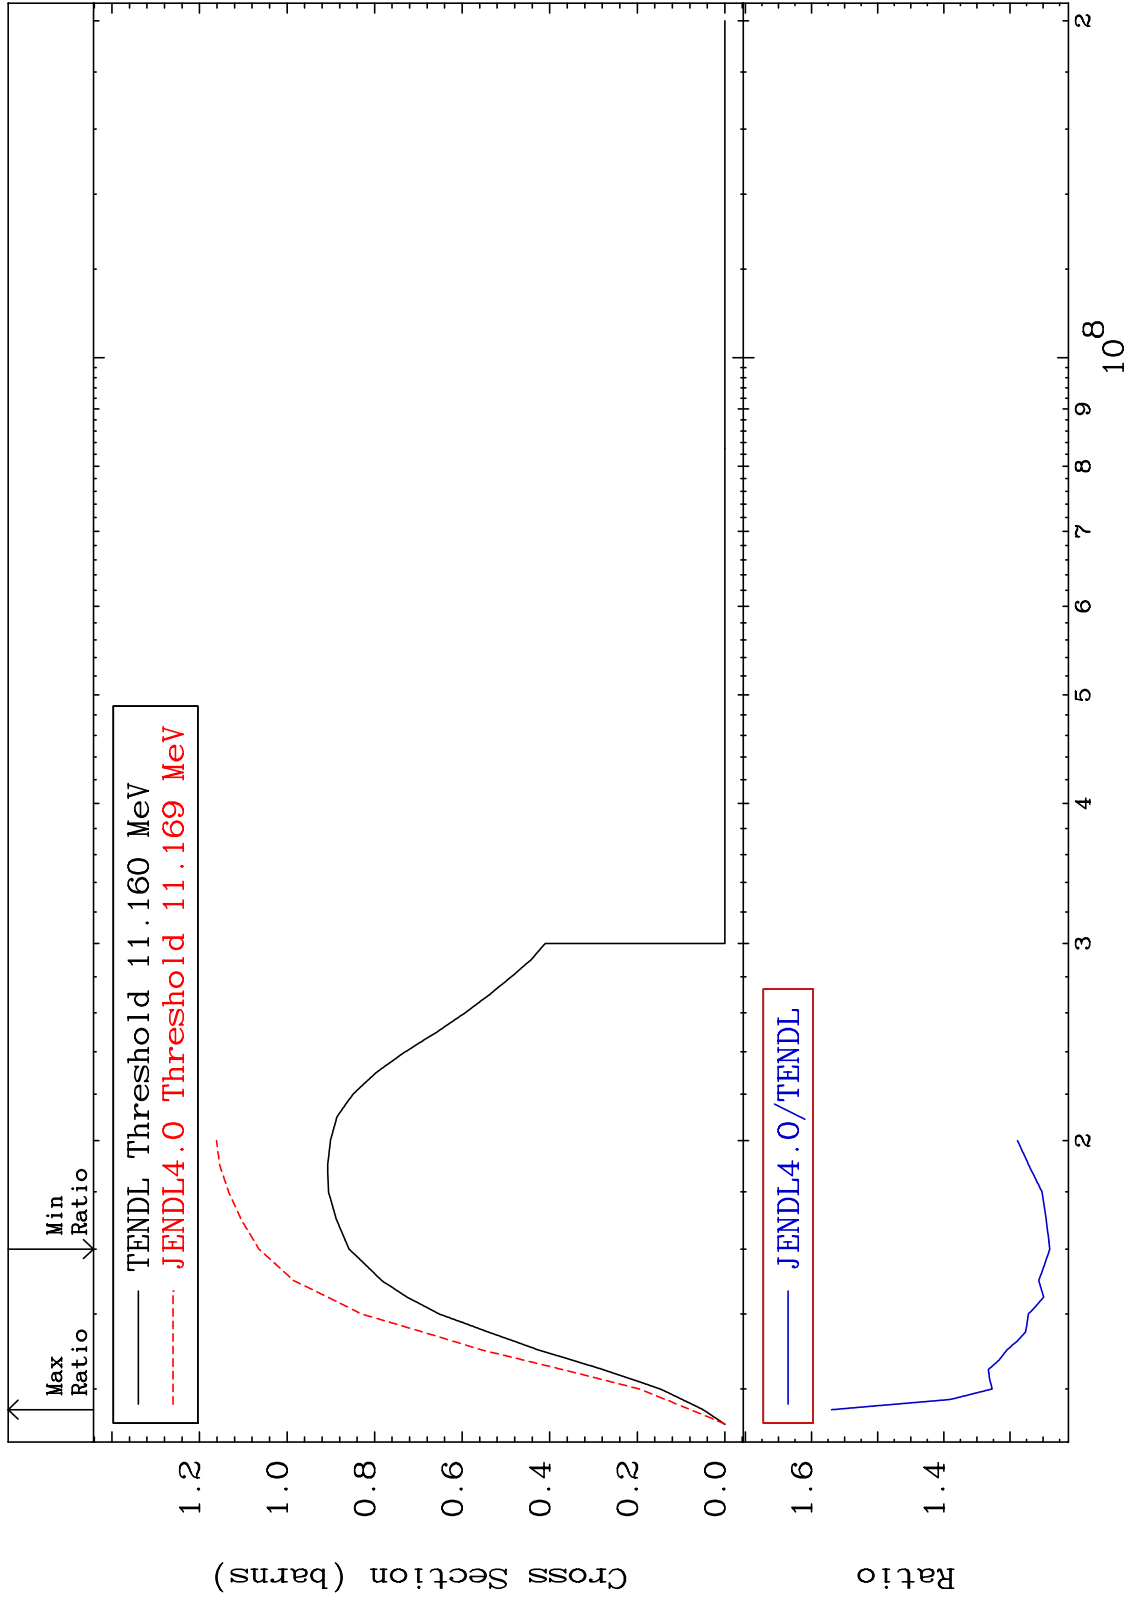 Max
Ratio
Min
Ratio
TENDL Threshold 11.160 MeV
JENDL4.0 Threshold 11.169 MeV
Cross Section (barns)
1.2
1.0
0.8
0.6
0.4
0.2
0.0
JENDL4.0/TENDL
Ratio
1.6
1.4
2
3
4
5
6
7
8
9
10^8
2